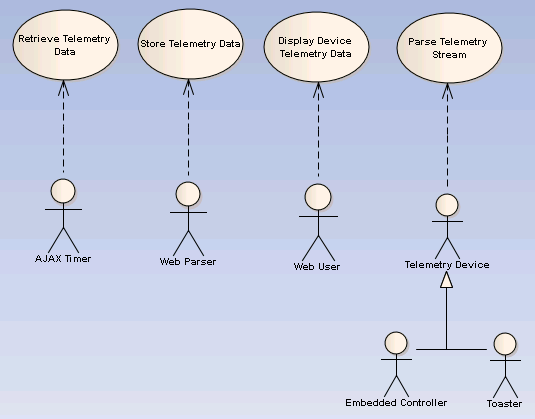 Retrieve Telemetry
Data
Store Telemetry Data
Display Device
Telemetry Data
Parse Telemetry
Stream
AJAX Timer
Web Parser
Web User
Telemetry Device
Embedded Controller
Toaster